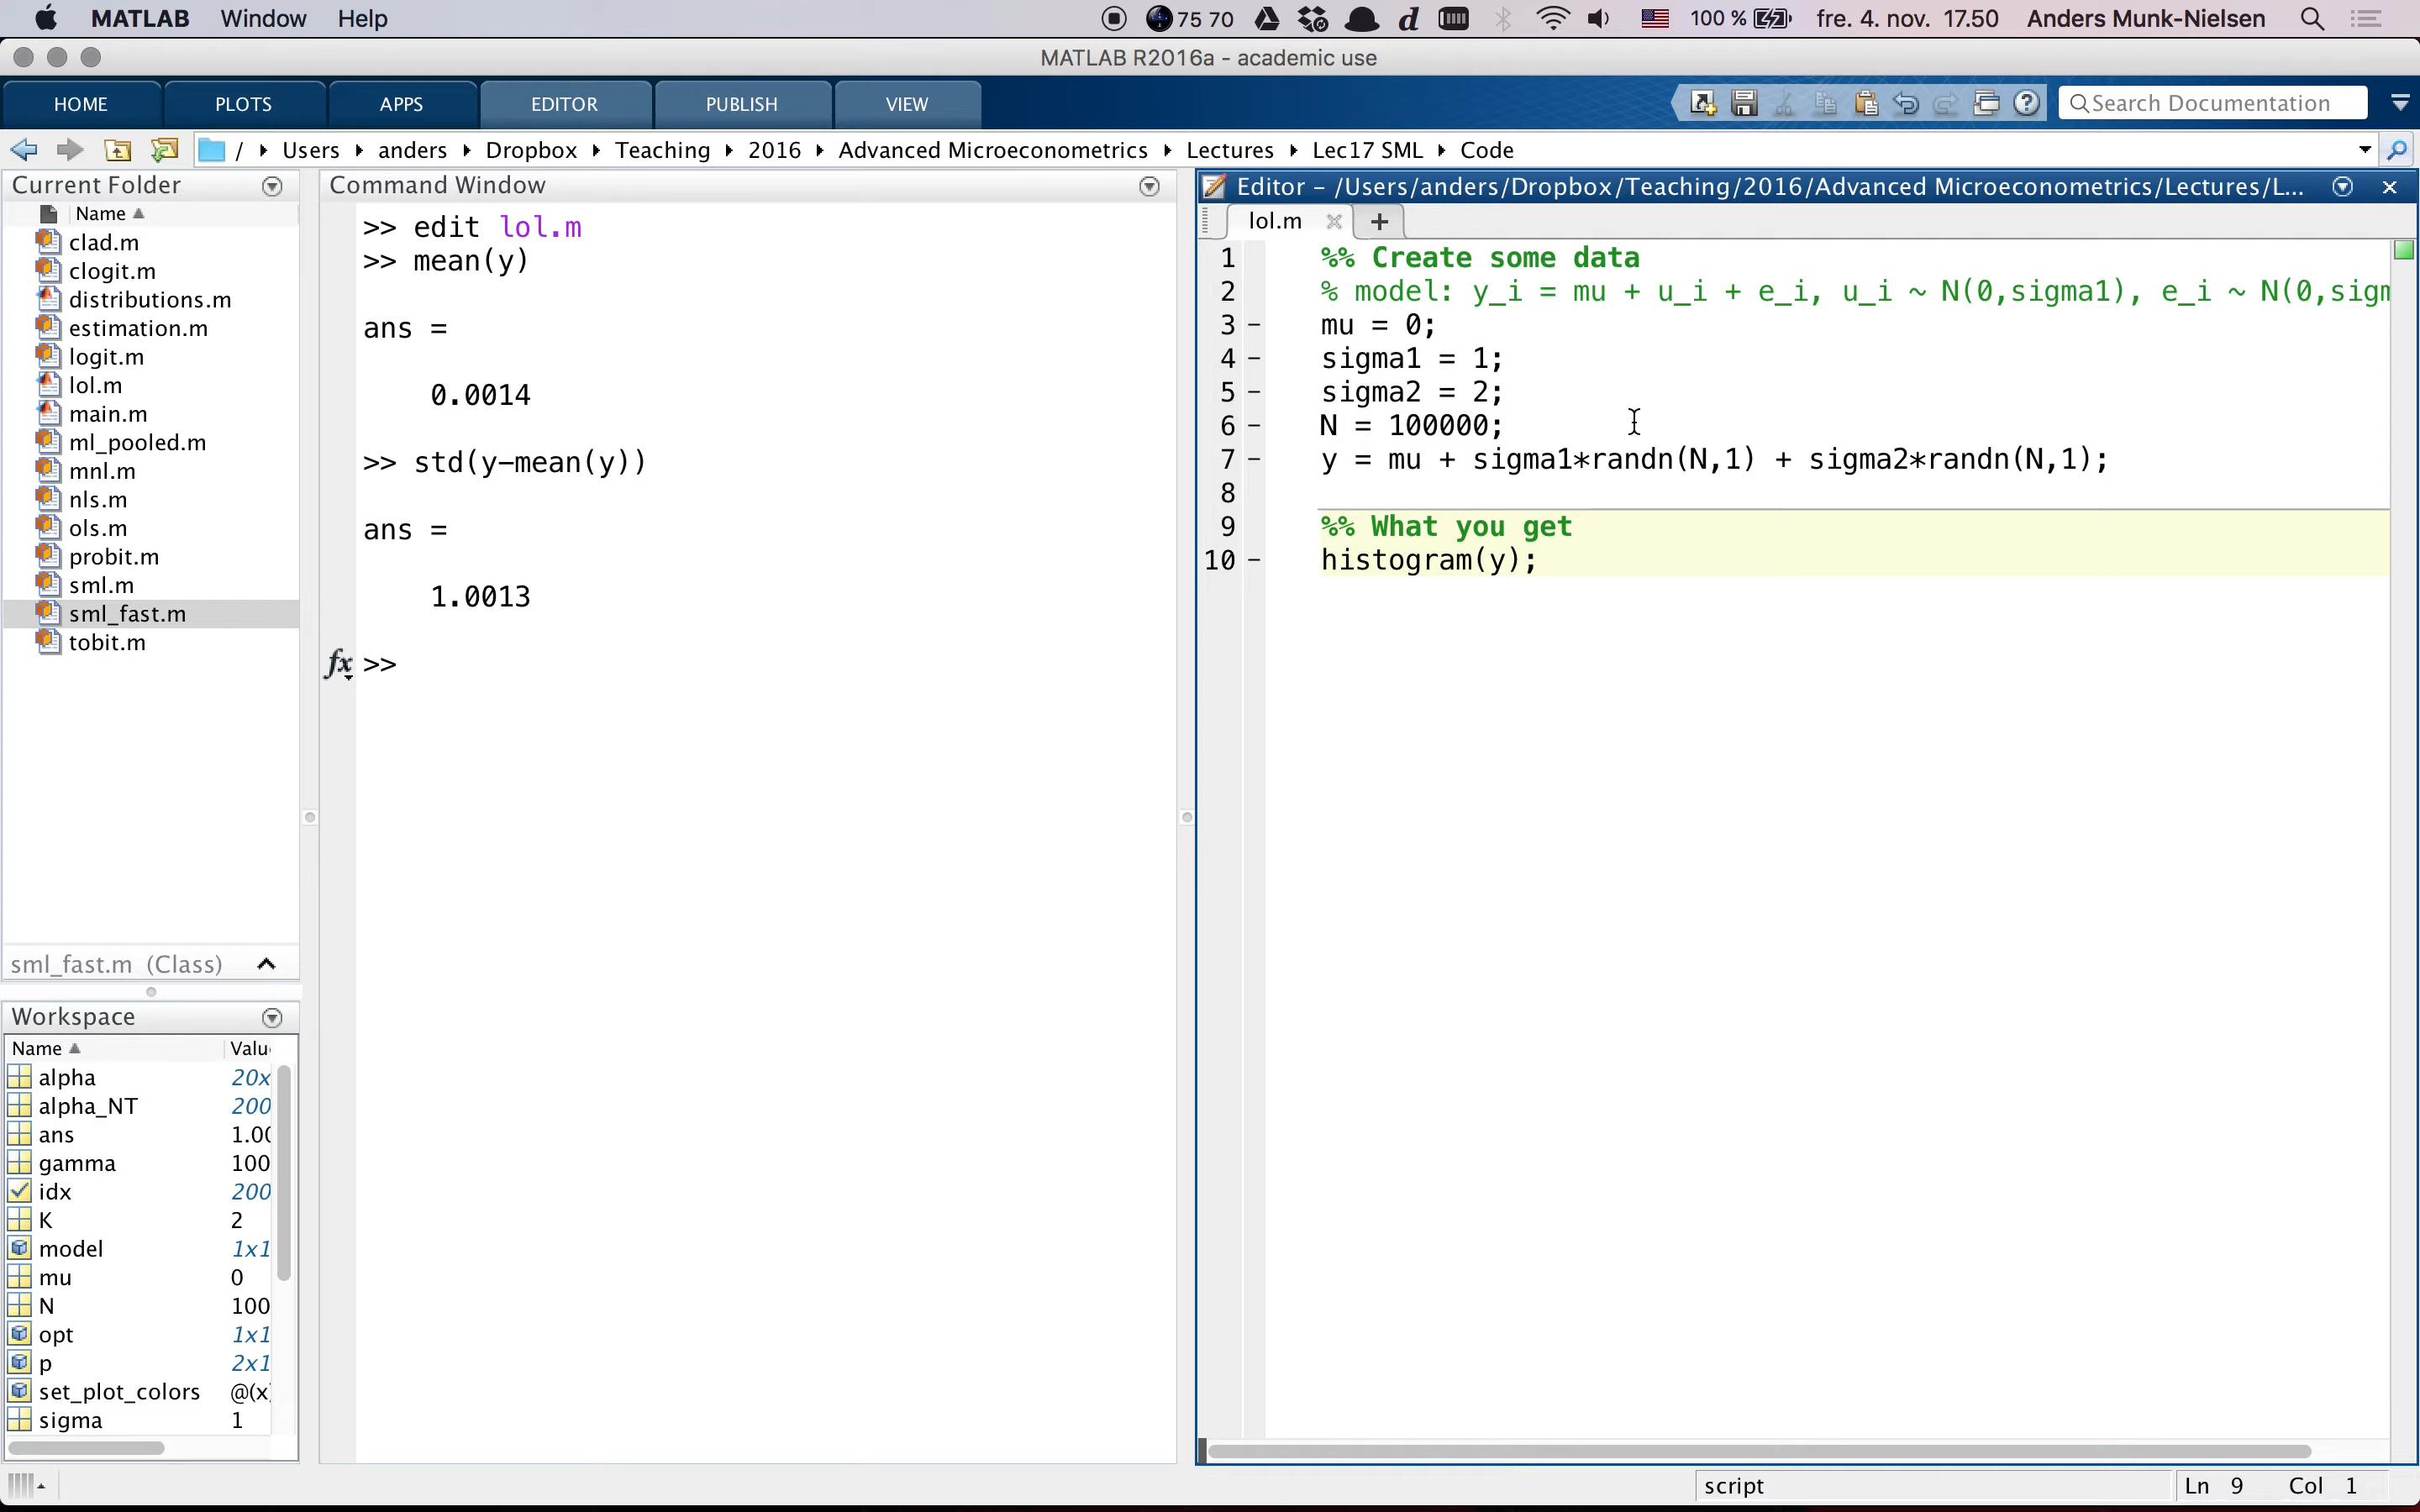 MATLAB Window Help
75 70 d 100 % fre. 4. nov. 17.50 Anders Munk-Nielsen
MATLAB R2016a - academic use
HOME PLOTS APPS EDITOR PUBLISH VIEW
Search Documentation
/ Users anders Dropbox Teaching 2016 Advanced Microeconometrics Lectures Lec17 SML Code
Current Folder
Name
clad.m
clogit.m
distributions.m
estimation.m
logit.m
lol.m
main.m
ml_pooled.m
mnl.m
nls.m
ols.m
probit.m
sml.m
sml_fast.m
tobit.m
sml_fast.m (Class)
Workspace
Name Valu
alpha 20x
alpha_NT 200
ans 1.00
gamma 100
idx 200
K 2
model 1x1
mu 0
N 100
opt 1x1
p 2x1
set_plot_colors @(x)
sigma 1
Command Window
>> edit lol.m
>> mean(y)
ans =
0.0014
>> std(y-mean(y))
ans =
1.0013
fx >>
Editor - /Users/anders/Dropbox/Teaching/2016/Advanced Microeconometrics/Lectures/L...
lol.m +
1 %% Create some data
2 % model: y_i = mu + u_i + e_i, u_i ~ N(0,sigma1), e_i ~ N(0,sigm
3 - mu = 0;
4 - sigma1 = 1;
5 - sigma2 = 2;
6 - N = 100000;
7 - y = mu + sigma1*randn(N,1) + sigma2*randn(N,1);
8
9 %% What you get
10 - histogram(y);
script Ln 9 Col 1